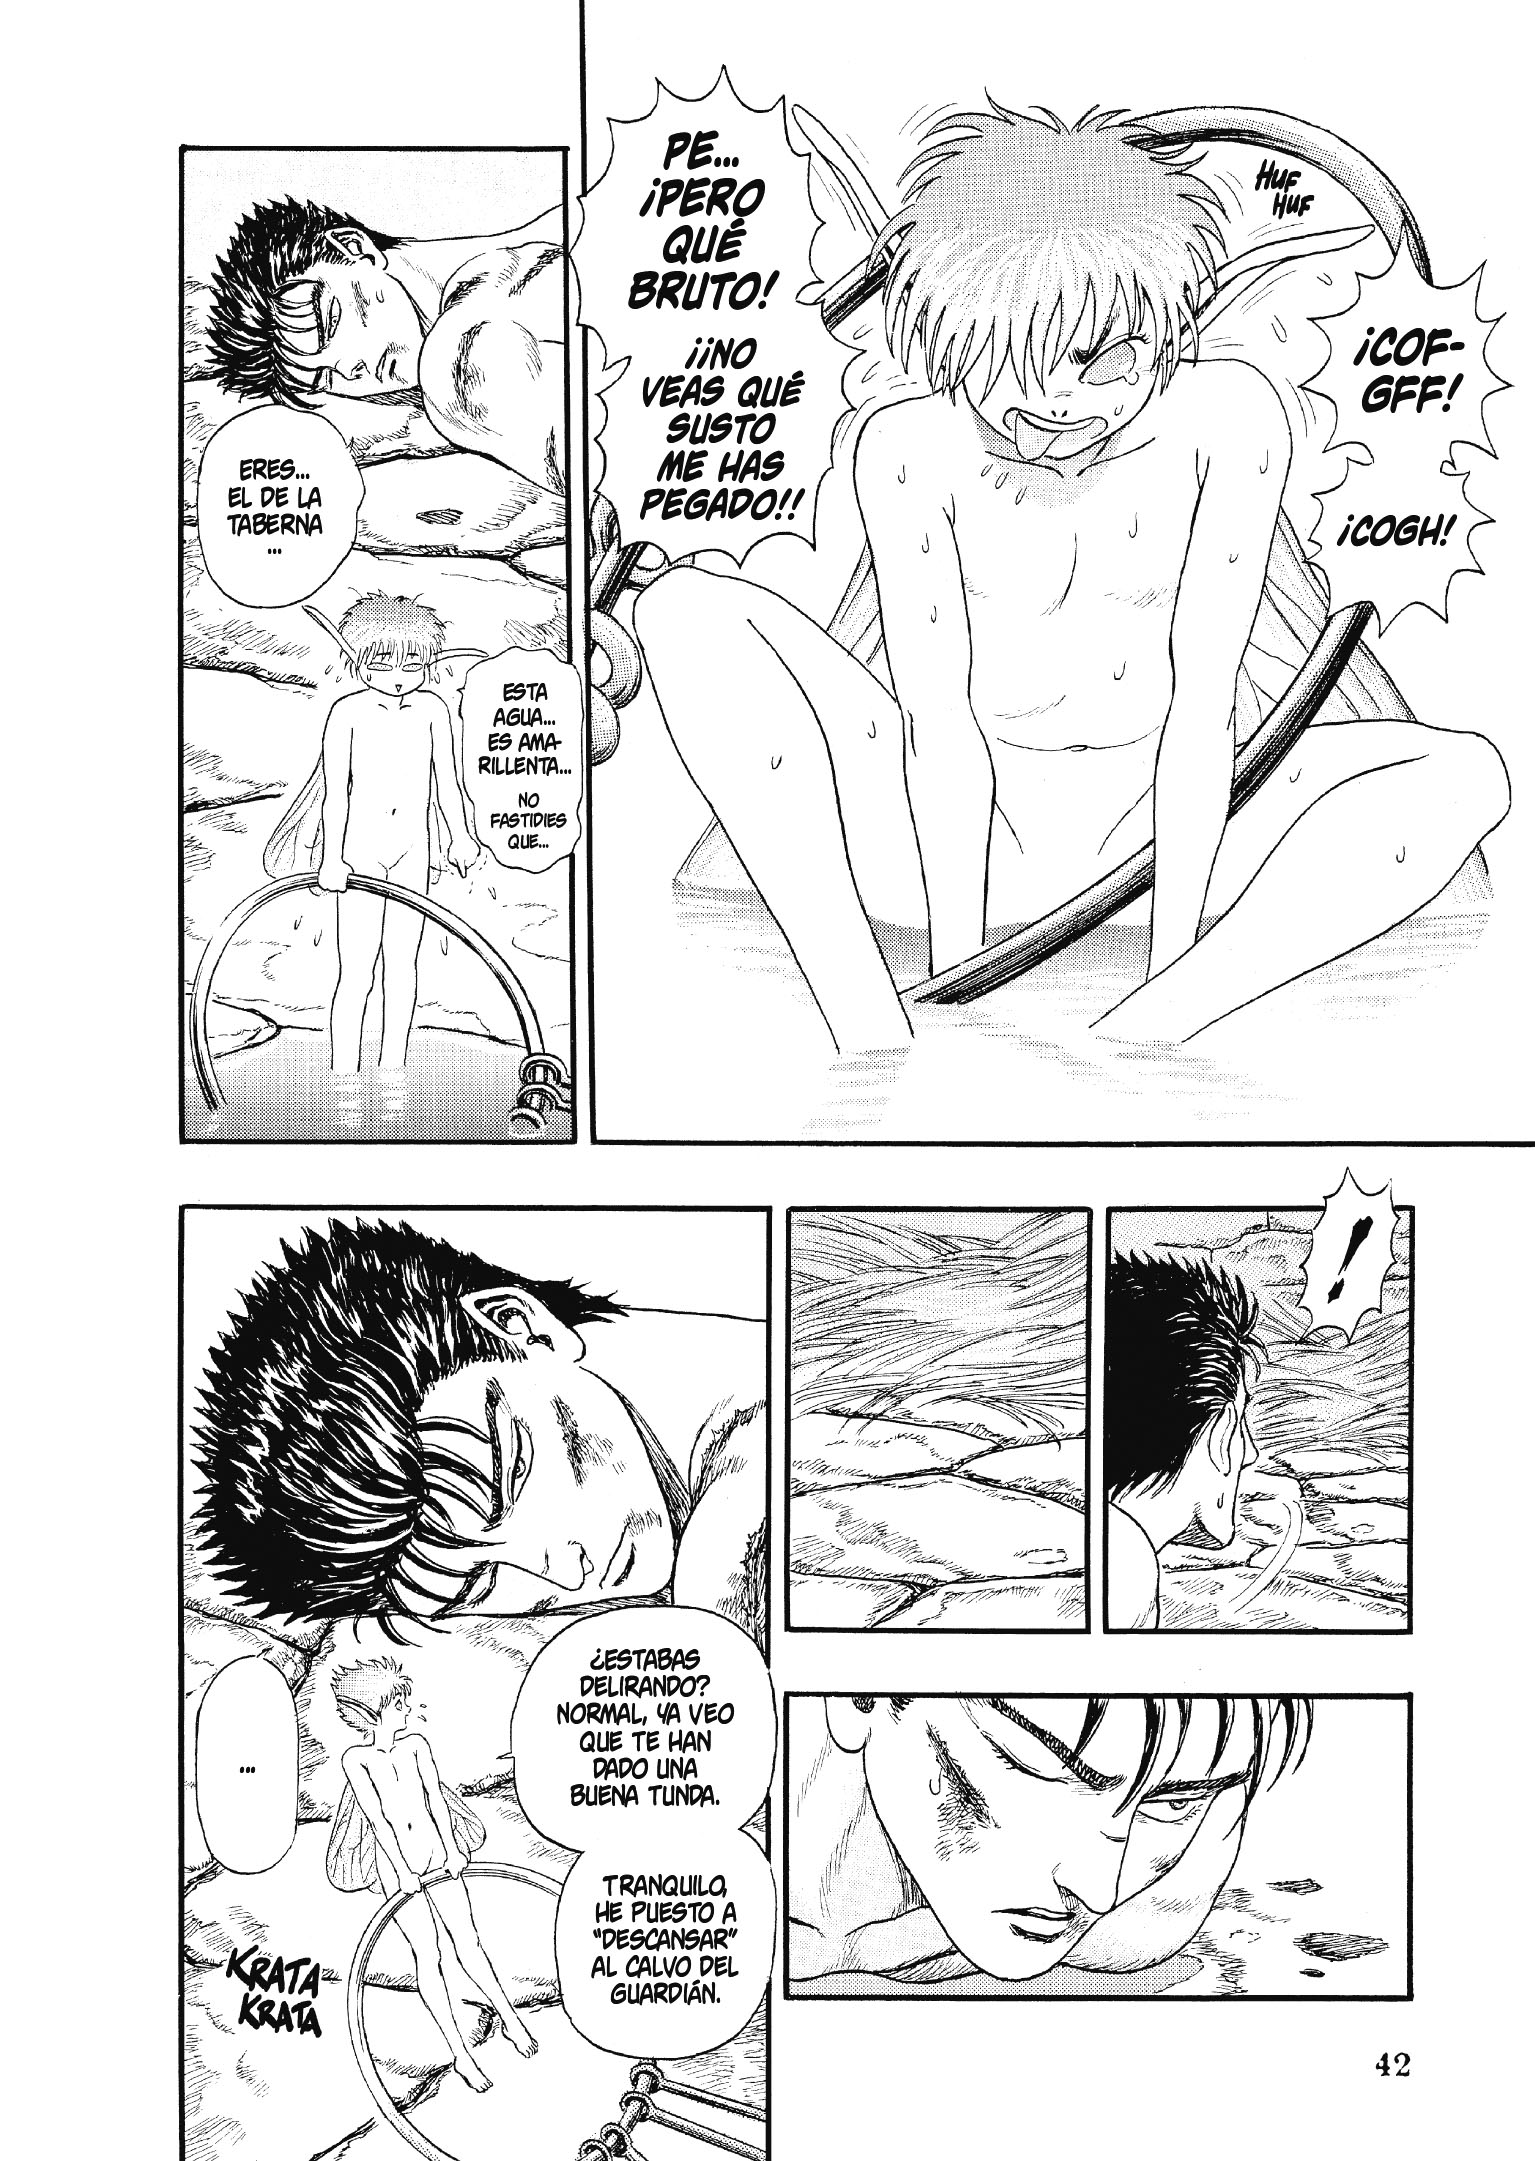 ¡COF-
GFF!
¡COGH!
HUF
HUF
PE...
¡PERO
QUÉ
BRUTO!
¡¡NO
VEAS QUÉ
SUSTO
ME HAS
PEGADO!!
ERES...
EL DE LA
TABERNA
...
ESTA
AGUA...
ES AMA-
RILLENTA...
NO
FASTIDIES
QUE...
!
¿ESTABAS
DELIRANDO?
NORMAL, YA VEO
QUE TE HAN
DADO UNA
BUENA TUNDA.
TRANQUILO,
HE PUESTO A
"DESCANSAR"
AL CALVO DEL
GUARDIÁN.
...
KRATA
KRATA
42